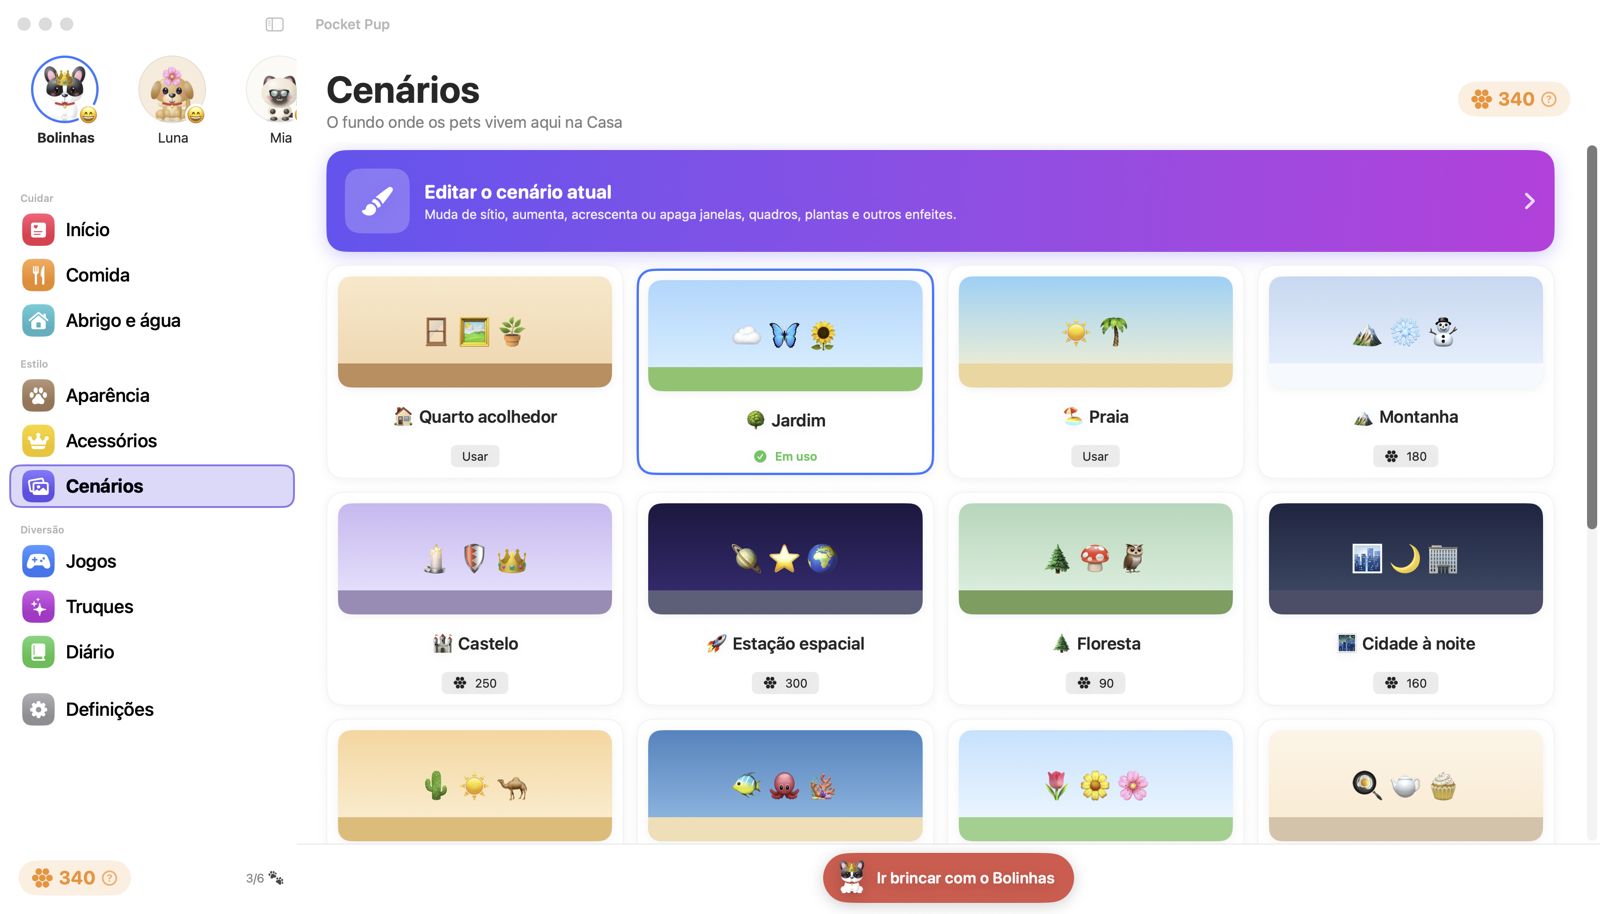 Pocket Pup
Bolinhas
Luna
Mia
Cuidar
Início
Comida
Abrigo e água
Estilo
Aparência
Acessórios
Cenários
Diversão
Jogos
Truques
Diário
Definições
340
3/6
Cenários
O fundo onde os pets vivem aqui na Casa
340
Editar o cenário atual
Muda de sítio, aumenta, acrescenta ou apaga janelas, quadros, plantas e outros enfeites.
Quarto acolhedor
Usar
Jardim
Em uso
Praia
Usar
Montanha
180
Castelo
250
Estação espacial
300
Floresta
90
Cidade à noite
160
Ir brincar com o Bolinhas